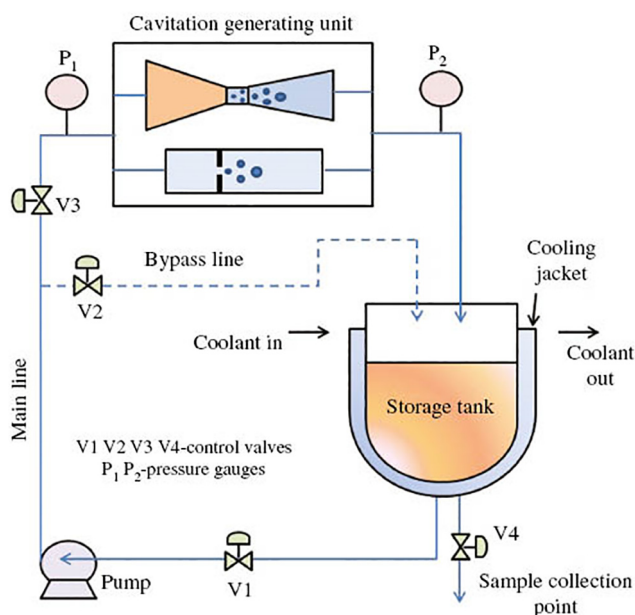 Cavitation generating unit
P1
P2
V3
Bypass line
V2
Cooling
jacket
Coolant in
Coolant
out
Main line
Storage tank
V1 V2 V3 V4-control valves
P1 P2-pressure gauges
V4
Pump
V1
Sample collection
point